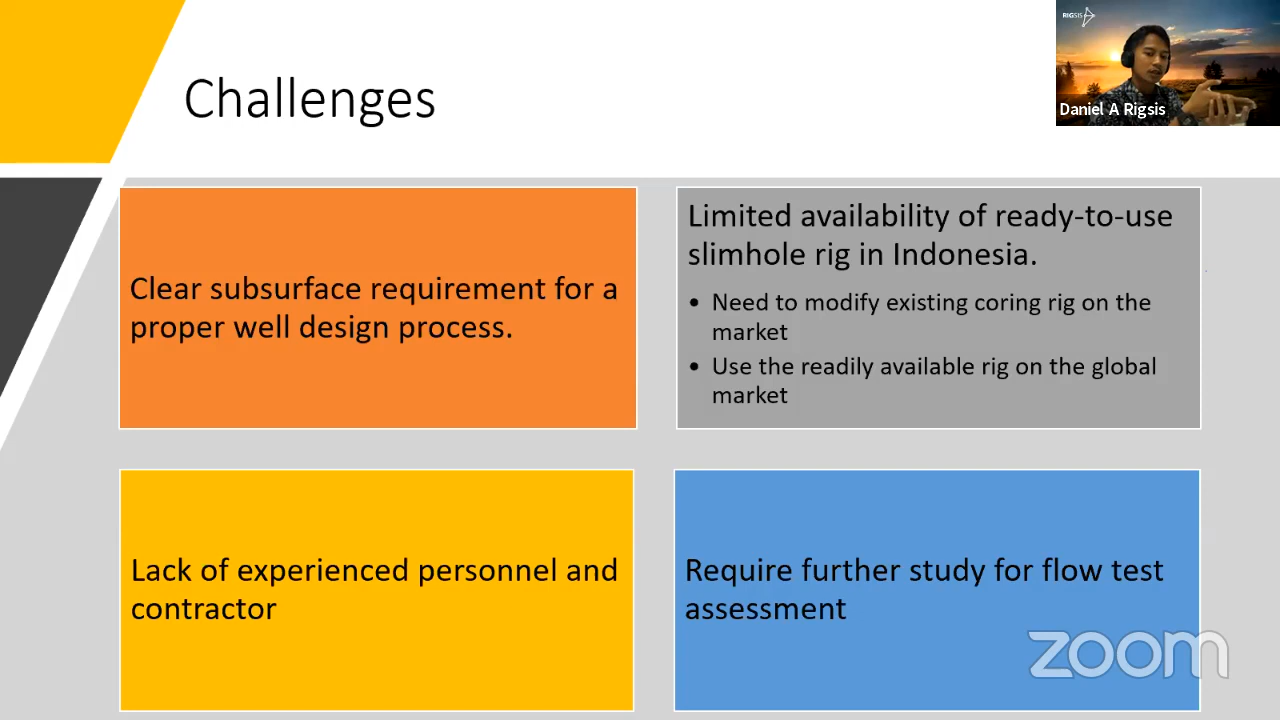 Challenges
RIGSIS
Daniel A Rigsis
Clear subsurface requirement for a
proper well design process.
Limited availability of ready-to-use
slimhole rig in Indonesia.
• Need to modify existing coring rig on the
market
• Use the readily available rig on the global
market
Lack of experienced personnel and
contractor
Require further study for flow test
assessment
zoom